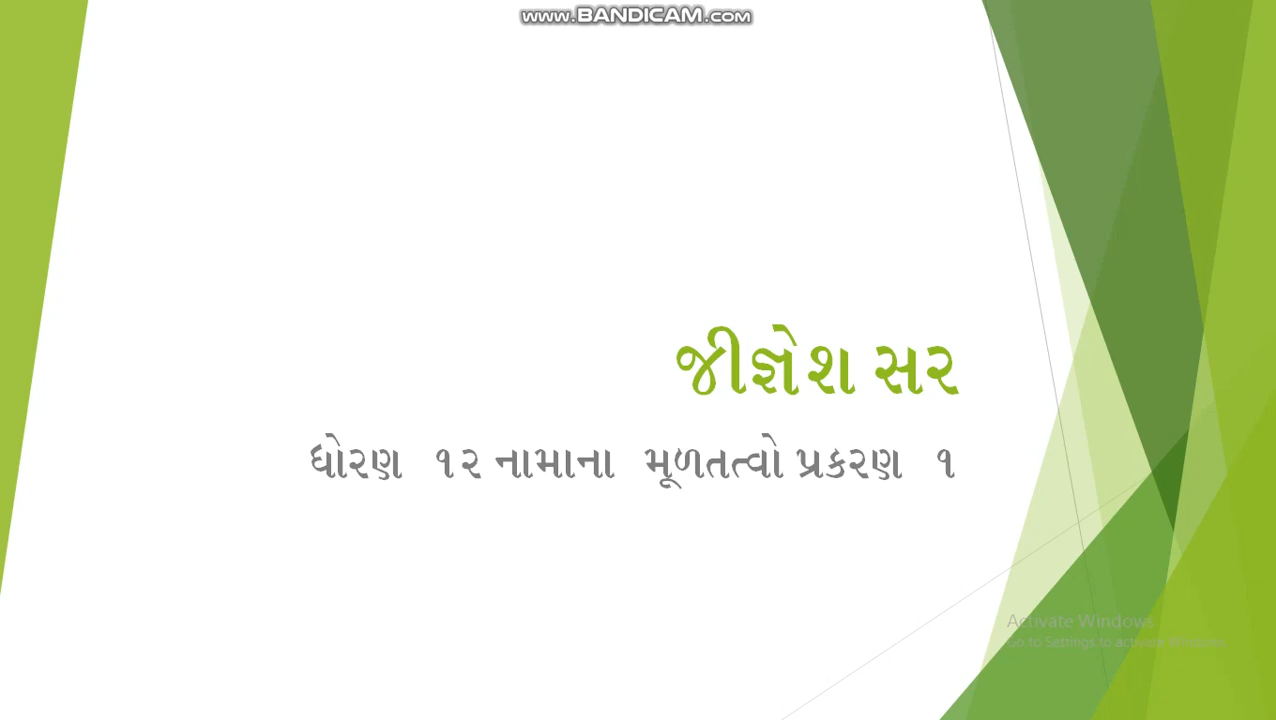 www.BANDICAM.com
જીજ્ઞેશ સર
ધોરણ ૧૨ નામાના મૂળતત્વો પ્રકરણ ૧
Activate Windows
Go to Settings to activate Windows.